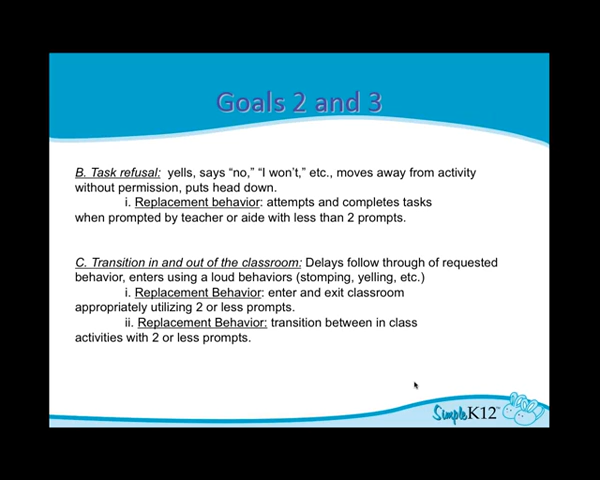 Goals 2 and 3
B. Task refusal: yells, says “no,” “I won’t,” etc., moves away from activity
without permission, puts head down.
i. Replacement behavior: attempts and completes tasks
when prompted by teacher or aide with less than 2 prompts.
C. Transition in and out of the classroom: Delays follow through of requested
behavior, enters using a loud behaviors (stomping, yelling, etc.)
i. Replacement Behavior: enter and exit classroom
appropriately utilizing 2 or less prompts.
ii. Replacement Behavior: transition between in class
activities with 2 or less prompts.
SimpleK12™